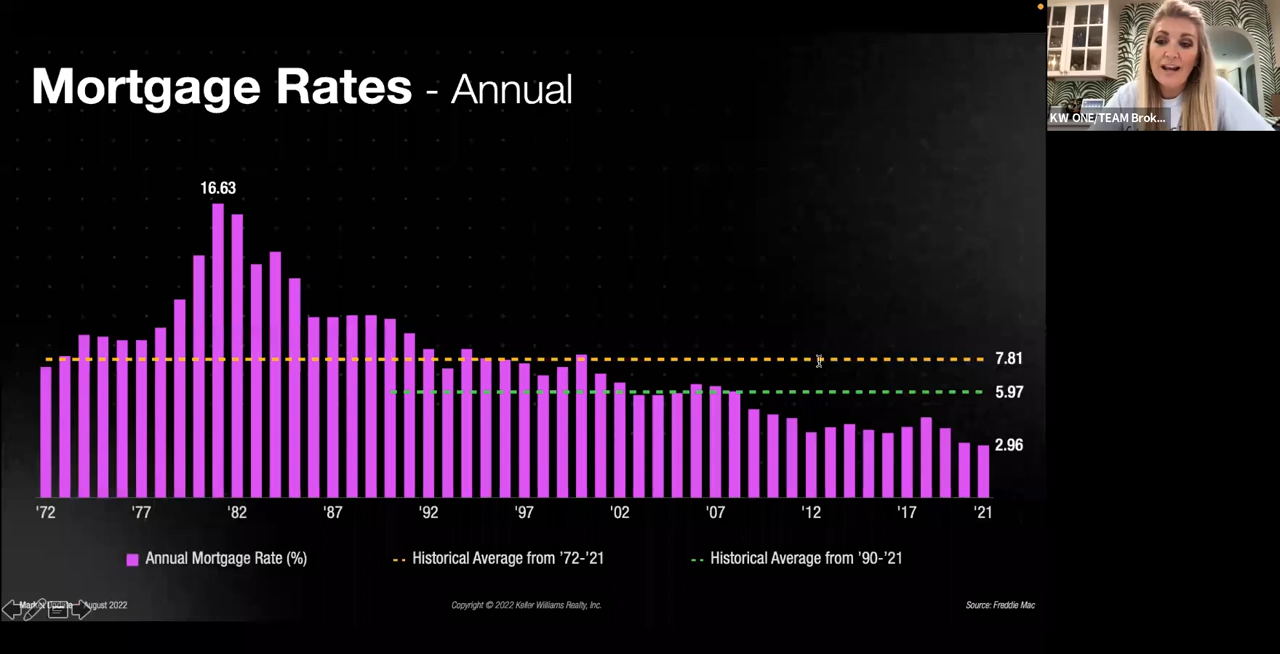 Mortgage Rates - Annual
KW ONE/TEAM Brok...
16.63
7.81
5.97
2.96
'72 '77 '82 '87 '92 '97 '02 '07 '12 '17 '21
Annual Mortgage Rate (%) Historical Average from ’72-’21 Historical Average from ’90-’21
August 2022 Copyright © 2022 Keller Williams Realty, Inc. Source: Freddie Mac